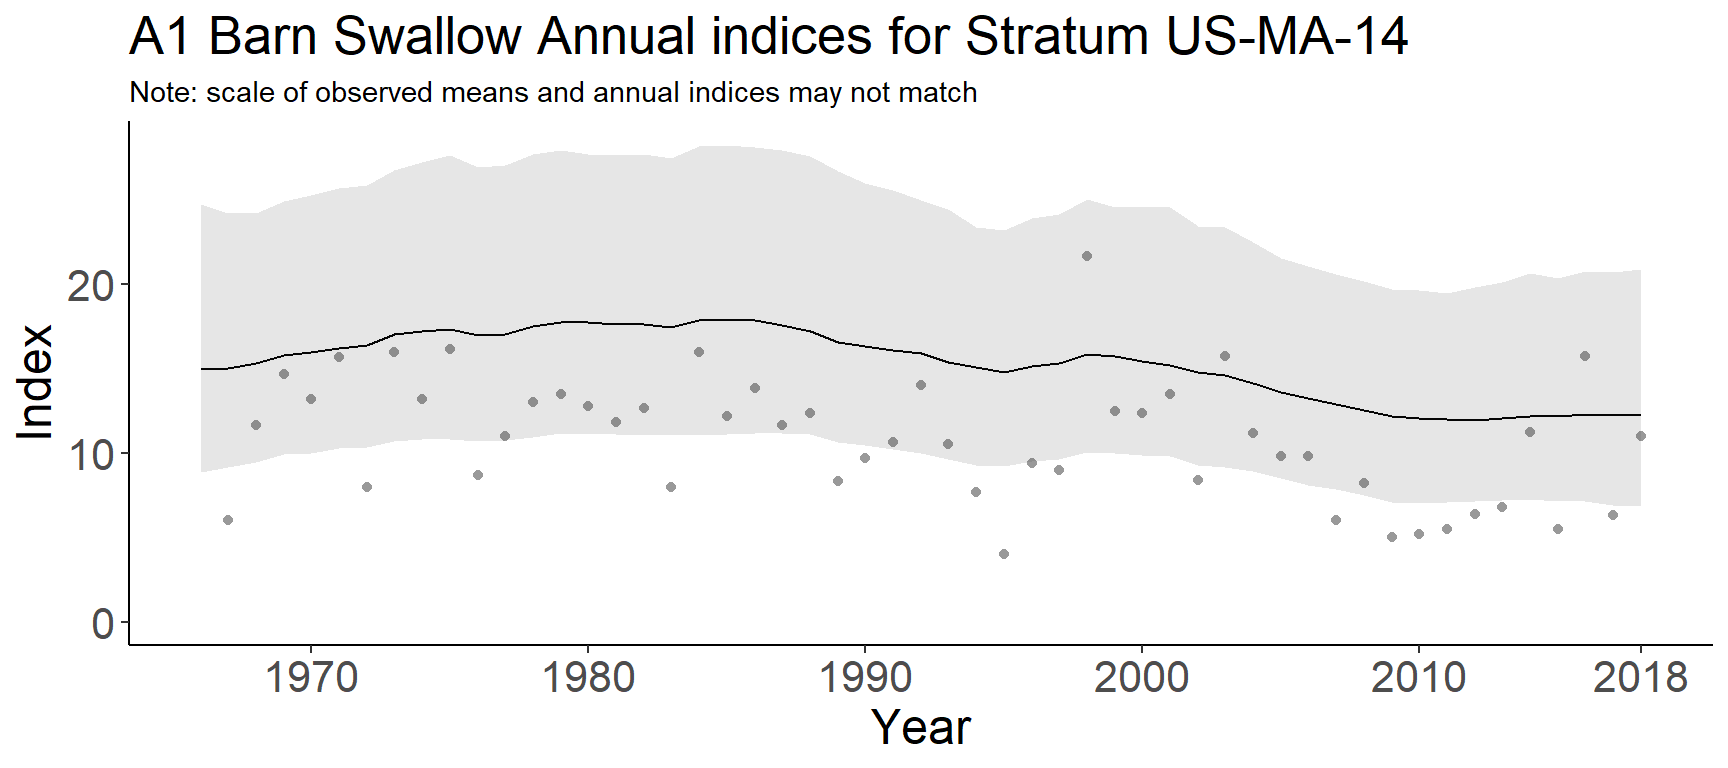 A1 Barn Swallow Annual indices for Stratum US-MA-14
Note: scale of observed means and annual indices may not match
Index
20
10
0
1970 1980 1990 2000 2010 2018
Year